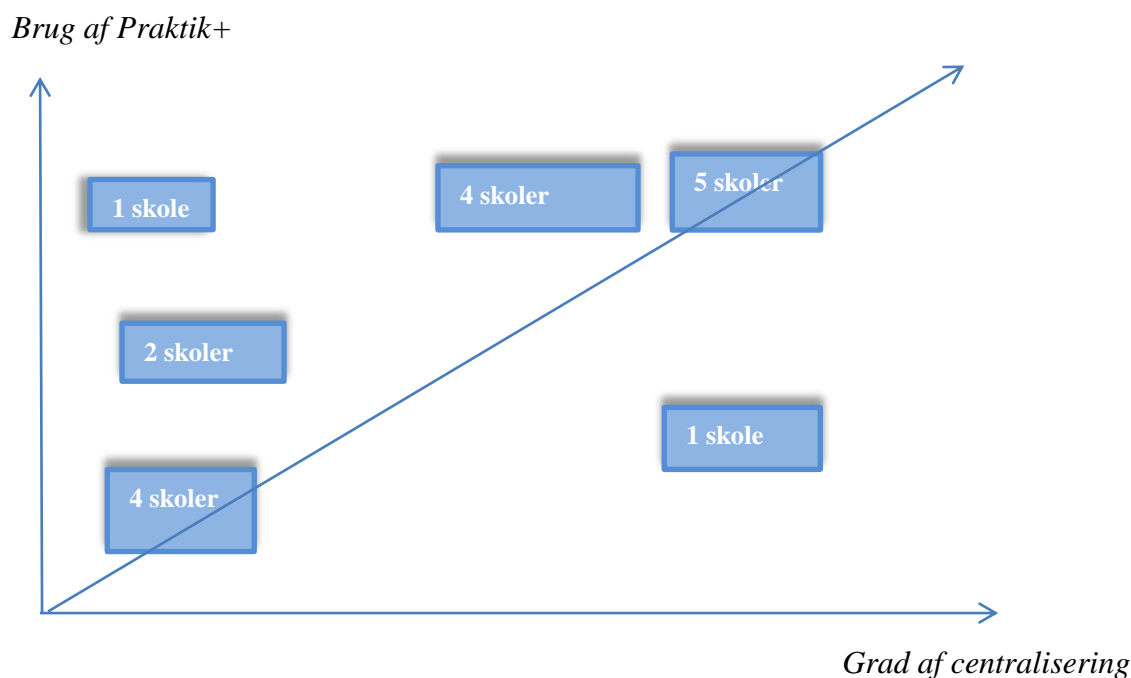 Brug af Praktik+
1 skole
4 skoler
5 skoler
2 skoler
1 skole
4 skoler
Grad af centralisering